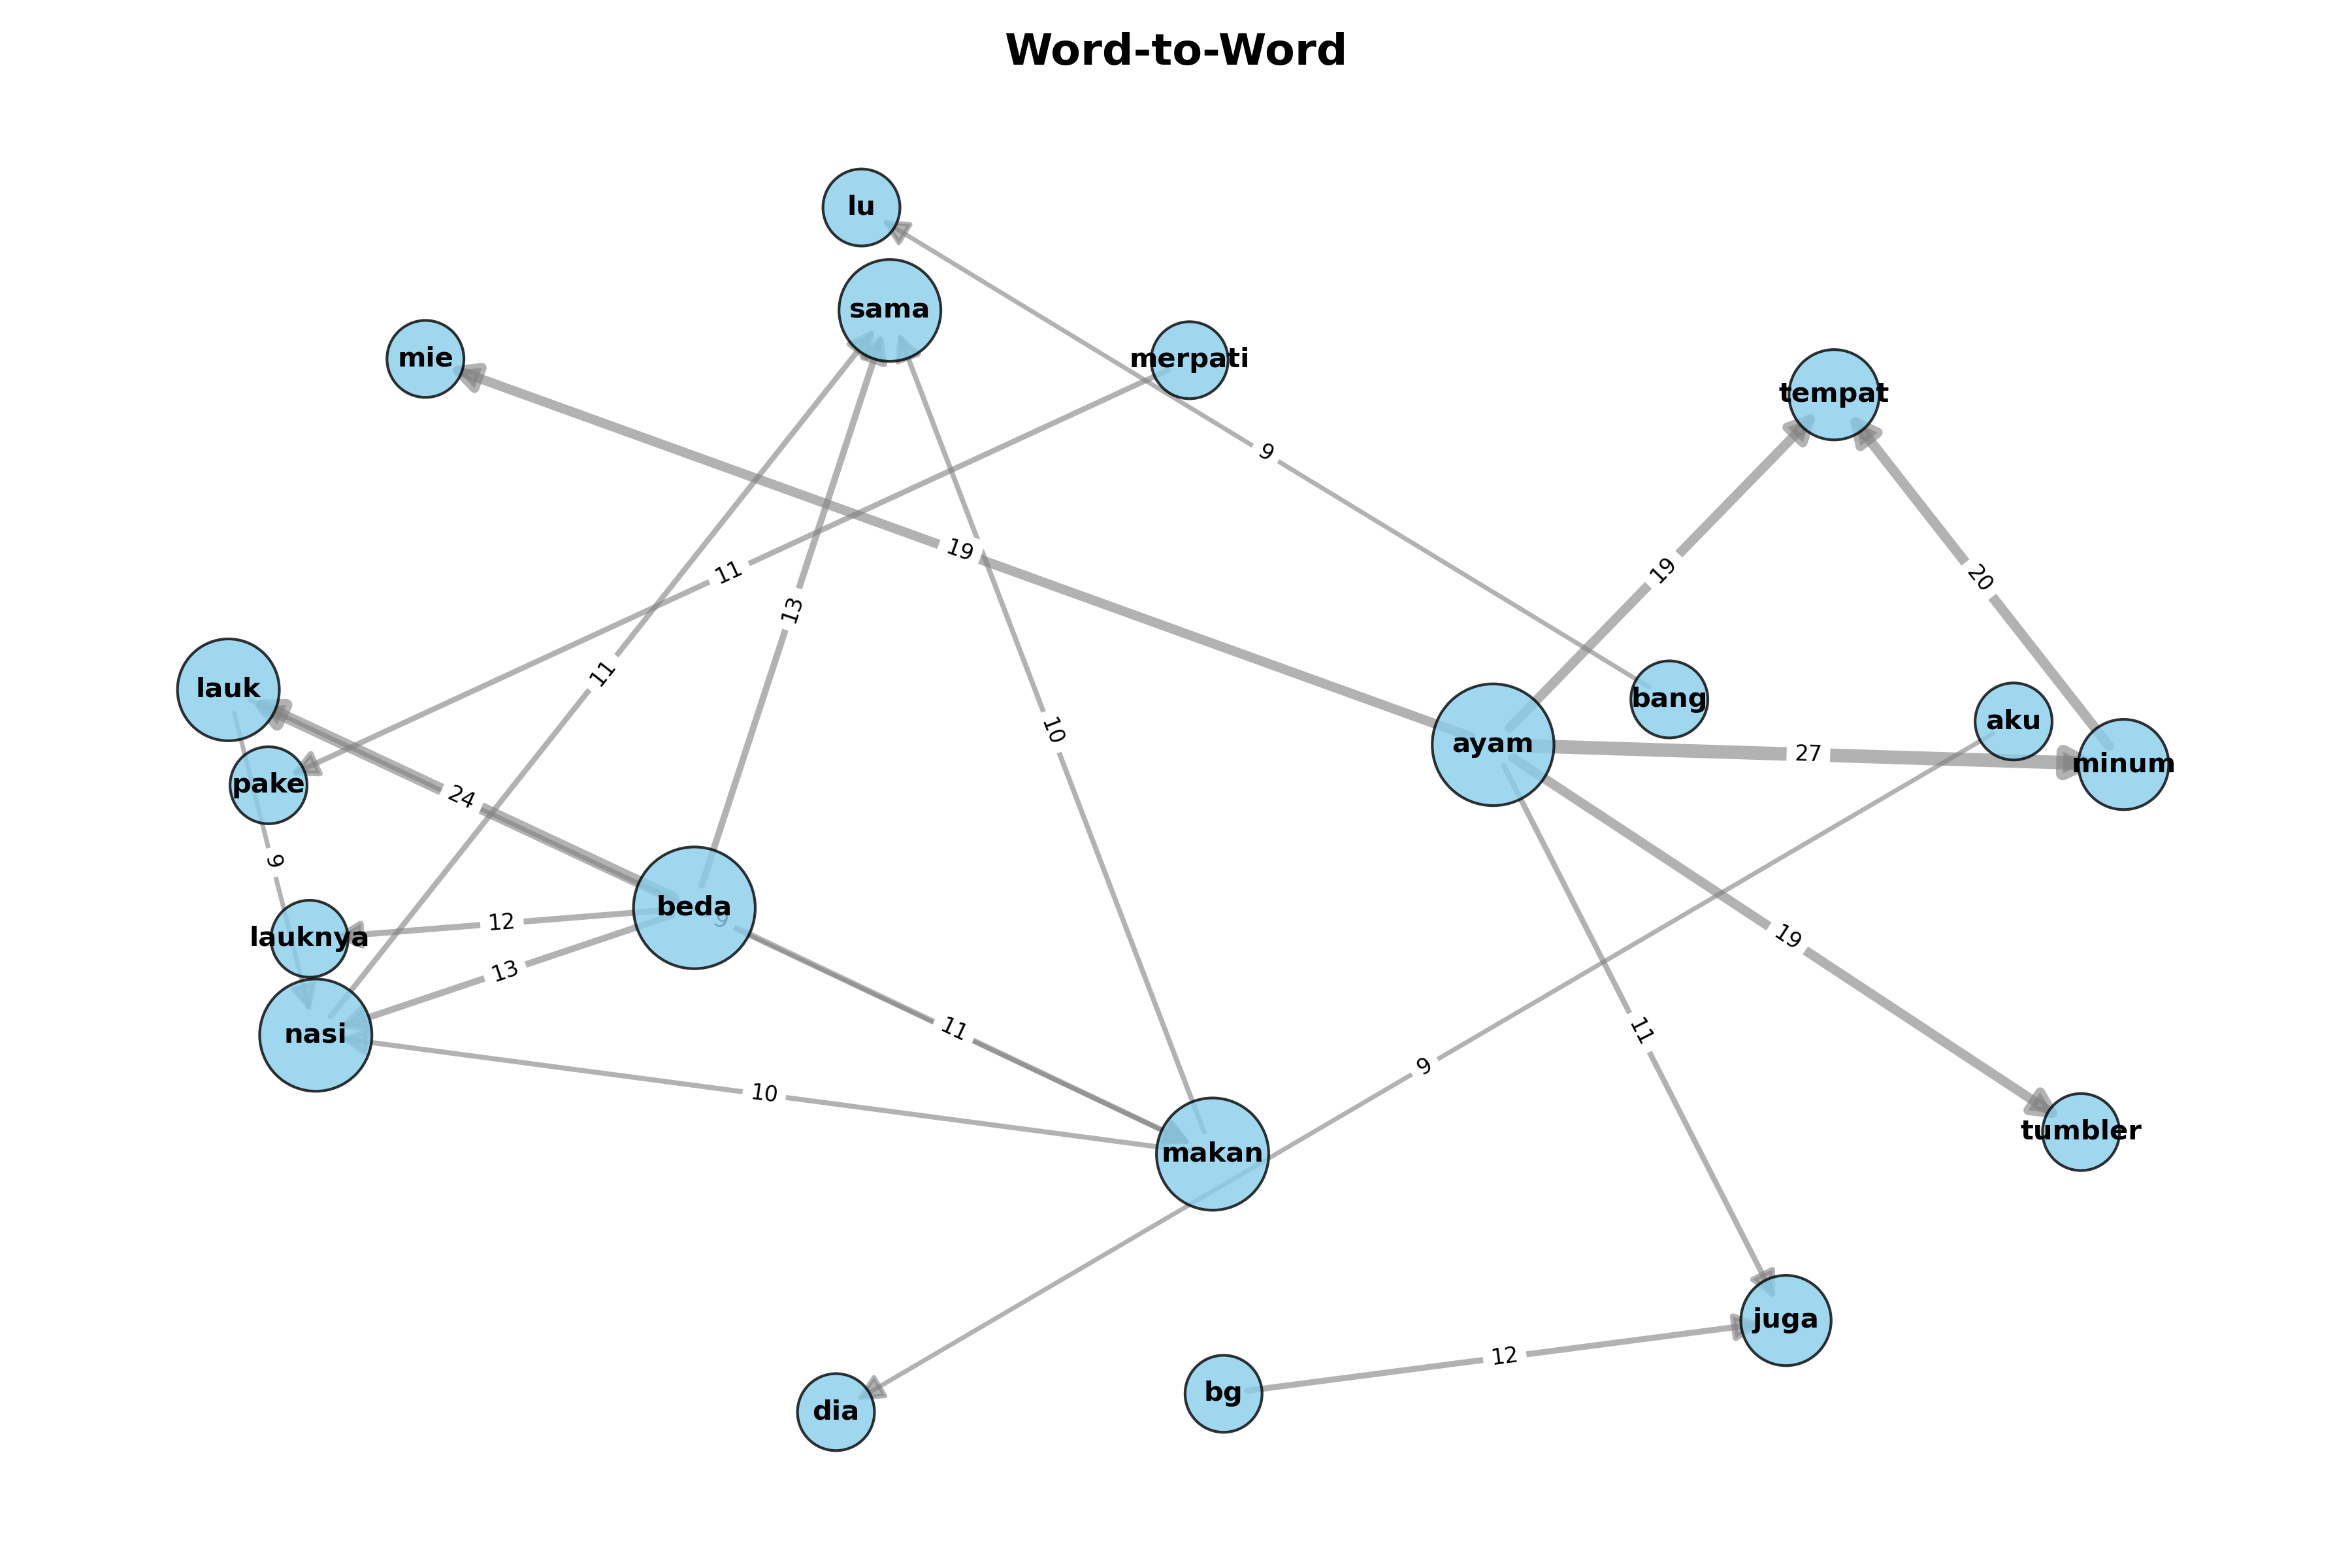 Word-to-Word
lu
sama
mie
merpati
tempat
9
19
11
19
20
13
11
lauk
bang
aku
10
ayam
27
minum
pake
24
9
beda
9
12
lauknya
19
13
nasi
11
11
9
10
tumbler
makan
juga
12
bg
dia